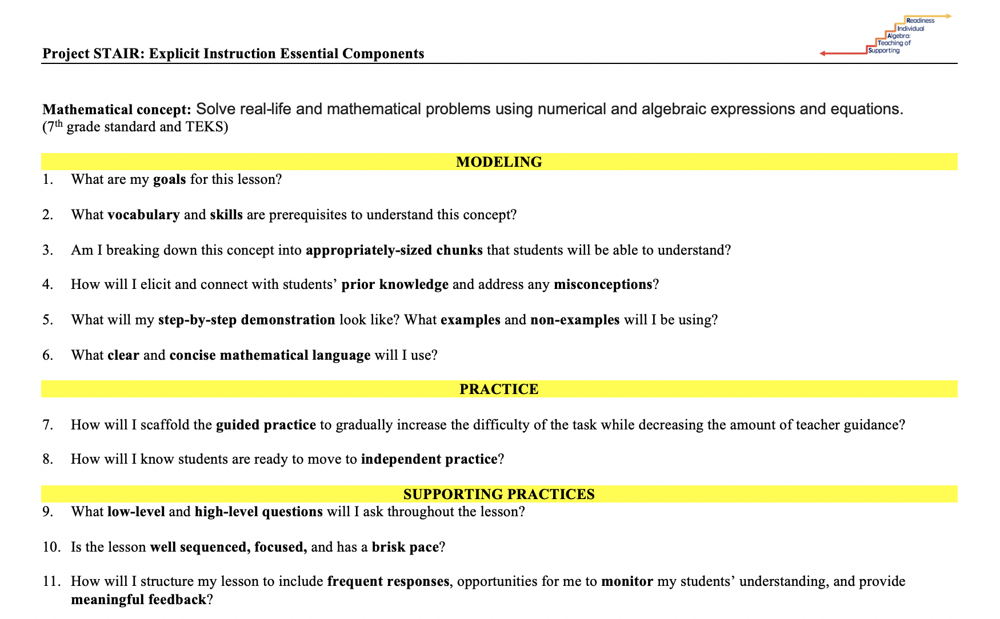 Readiness
Individual
Algebra:
Teaching of
Supporting
Project STAIR: Explicit Instruction Essential Components
Mathematical concept: Solve real-life and mathematical problems using numerical and algebraic expressions and equations.
(7th grade standard and TEKS)
MODELING
1. What are my goals for this lesson?
2. What vocabulary and skills are prerequisites to understand this concept?
3. Am I breaking down this concept into appropriately-sized chunks that students will be able to understand?
4. How will I elicit and connect with students’ prior knowledge and address any misconceptions?
5. What will my step-by-step demonstration look like? What examples and non-examples will I be using?
6. What clear and concise mathematical language will I use?
PRACTICE
7. How will I scaffold the guided practice to gradually increase the difficulty of the task while decreasing the amount of teacher guidance?
8. How will I know students are ready to move to independent practice?
SUPPORTING PRACTICES
9. What low-level and high-level questions will I ask throughout the lesson?
10. Is the lesson well sequenced, focused, and has a brisk pace?
11. How will I structure my lesson to include frequent responses, opportunities for me to monitor my students’ understanding, and provide
meaningful feedback?